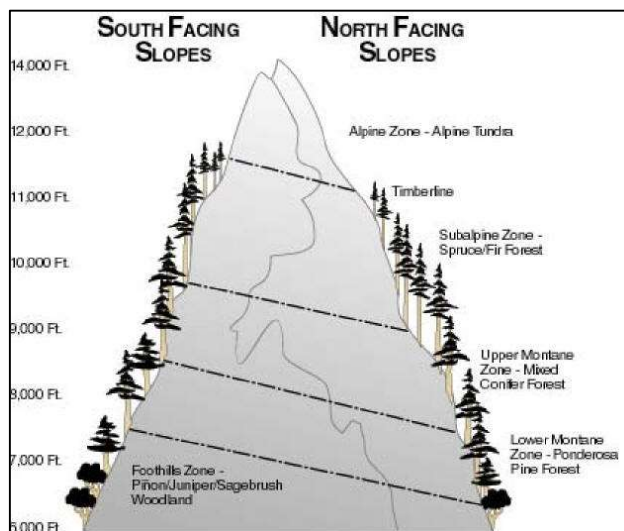 SOUTH FACING
SLOPES
NORTH FACING
SLOPES
14,000 Ft.
12,000 Ft.
11,000 Ft.
10,000 Ft.
9,000 Ft.
8,000 Ft.
7,000 Ft.
6,000 Ft.
Alpine Zone - Alpine Tundra
Timberline
Subalpine Zone -
Spruce/Fir Forest
Upper Montane
Zone - Mixed
Conifer Forest
Lower Montane
Zone - Ponderosa
Pine Forest
Foothills Zone -
Piñon/Juniper/Sagebrush
Woodland